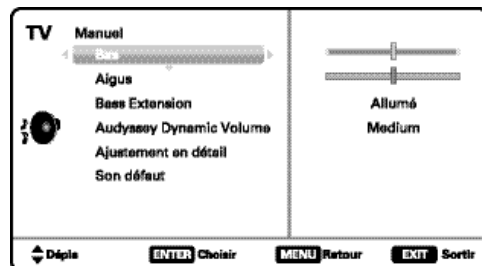 TV
Manuel
Bas
Aigus
Bass Extension Allumé
Audyssey Dynamic Volume Medium
Ajustement en détail
Son défaut
Dépla ENTER Choisir MENU Retour EXIT Sortir